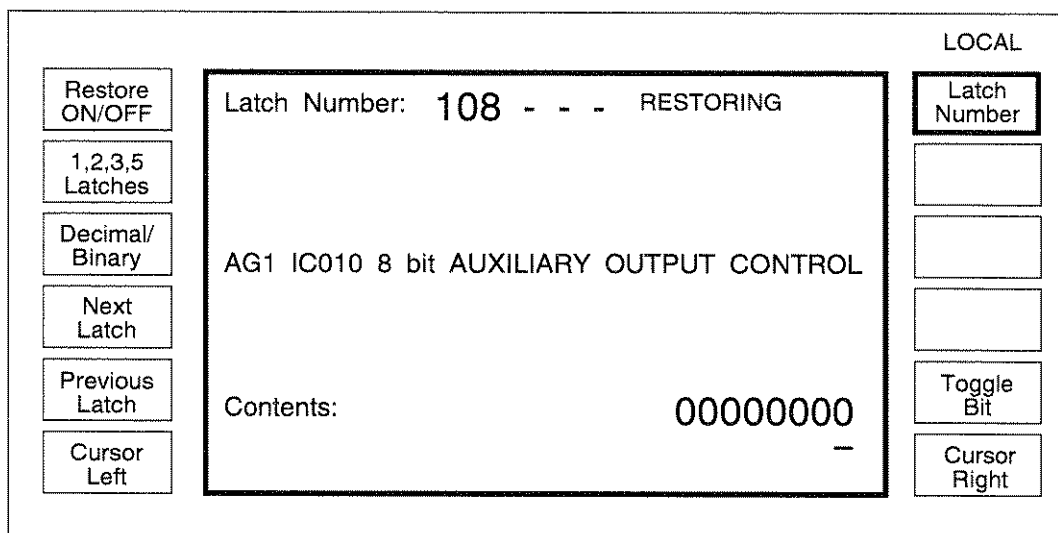 LOCAL
Restore
ON/OFF
1,2,3,5
Latches
Decimal/
Binary
Next
Latch
Previous
Latch
Cursor
Left
Latch Number: 108 - - - RESTORING
AG1 IC010 8 bit AUXILIARY OUTPUT CONTROL
Contents: 00000000
Latch
Number
Toggle
Bit
Cursor
Right